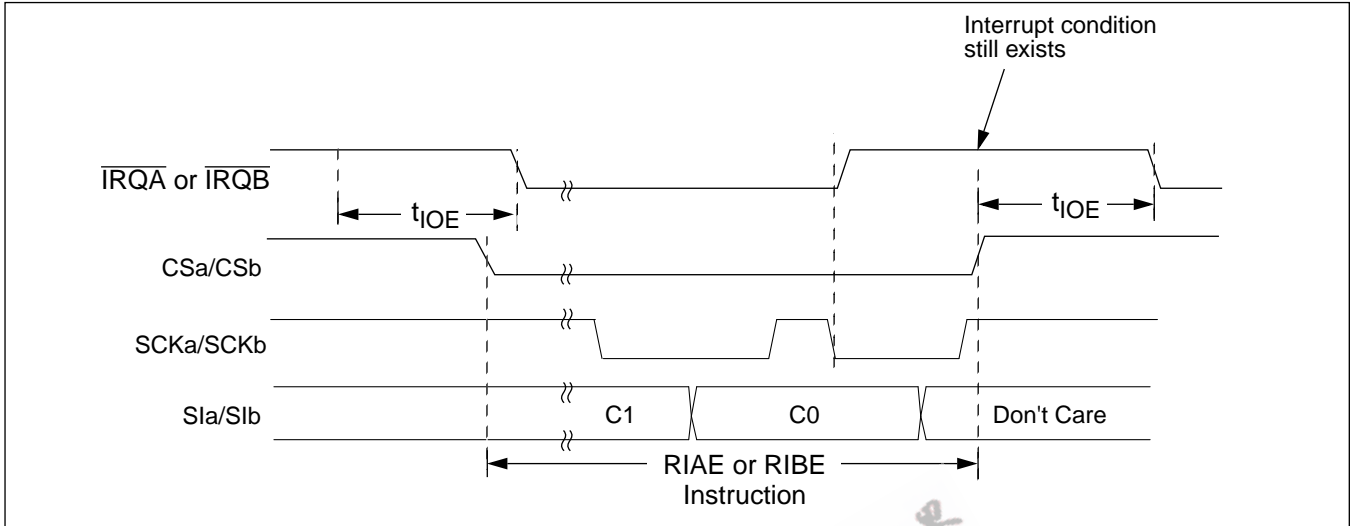 Interrupt condition
still exists
IRQA or IRQB
tIOE
tIOE
CSa/CSb
SCKa/SCKb
SIa/SIb
C1
C0
Don't Care
RIAE or RIBE
Instruction